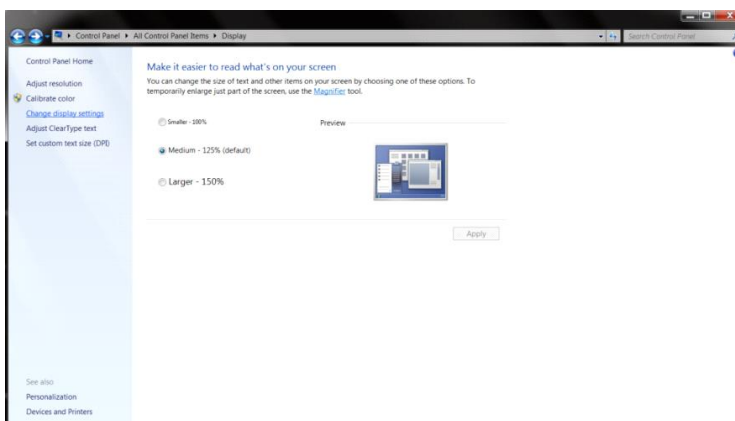 Control Panel ▸ All Control Panel Items ▸ Display
Search Control Panel
Control Panel Home
Adjust resolution
Calibrate color
Change display settings
Adjust ClearType text
Set custom text size (DPI)
See also
Personalization
Devices and Printers
Make it easier to read what's on your screen
You can change the size of text and other items on your screen by choosing one of these options. To
temporarily enlarge just part of the screen, use the Magnifier tool.
Smaller - 100%
Preview
Medium - 125% (default)
Larger - 150%
Apply